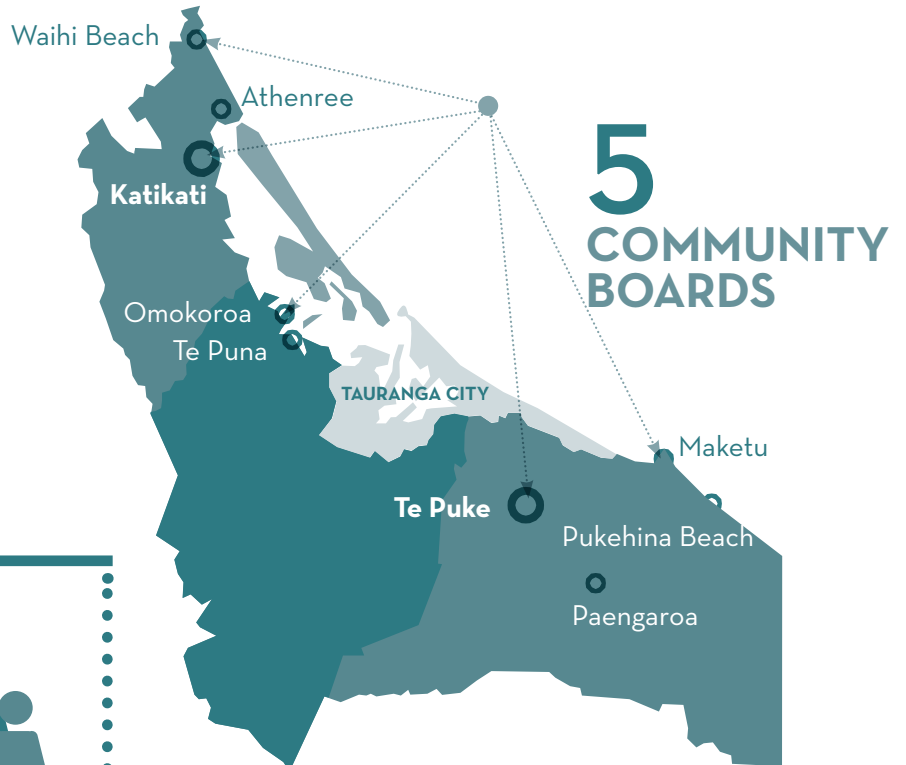 Waihi Beach
Athenree
5
COMMUNITY
BOARDS
Katikati
Omokoroa
Te Puna
TAURANGA CITY
Maketu
Te Puke
Pukehina Beach
Paengaroa